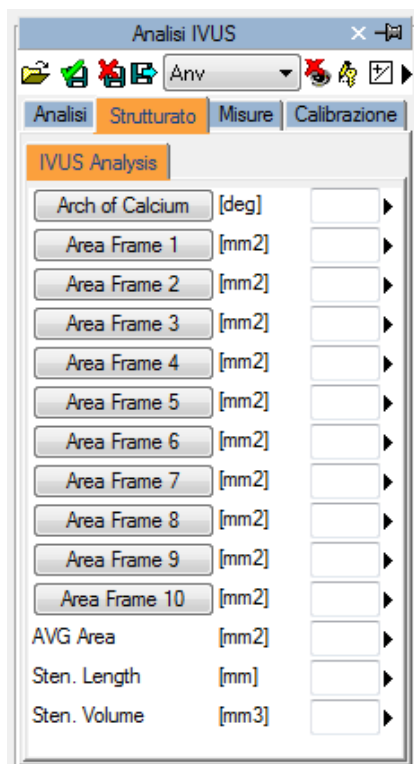 Analisi IVUS
Anv
Analisi Strutturato Misure Calibrazione
IVUS Analysis
Arch of Calcium [deg]
Area Frame 1 [mm2]
Area Frame 2 [mm2]
Area Frame 3 [mm2]
Area Frame 4 [mm2]
Area Frame 5 [mm2]
Area Frame 6 [mm2]
Area Frame 7 [mm2]
Area Frame 8 [mm2]
Area Frame 9 [mm2]
Area Frame 10 [mm2]
AVG Area [mm2]
Sten. Length [mm]
Sten. Volume [mm3]